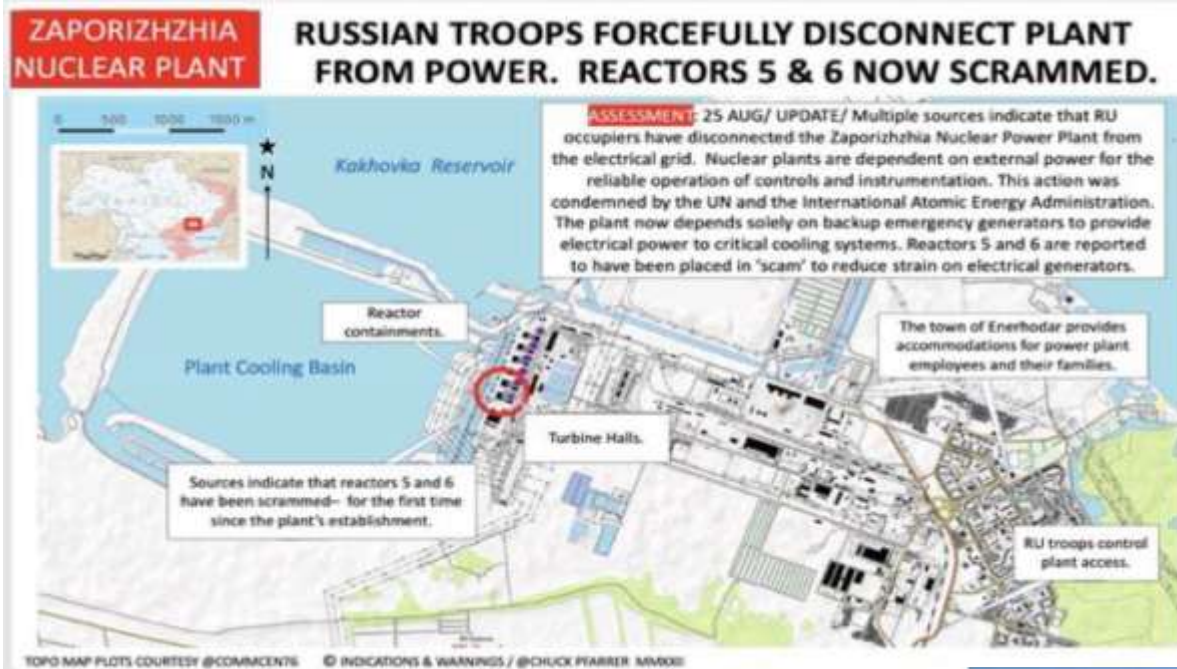 ZAPORIZHZHIA
NUCLEAR PLANT
RUSSIAN TROOPS FORCEFULLY DISCONNECT PLANT
FROM POWER. REACTORS 5 & 6 NOW SCRAMMED.
0 500 1000 1500 m
N
Kakhovka Reservoir
ASSESSMENT: 25 AUG/ UPDATE/ Multiple sources indicate that RU
occupiers have disconnected the Zaporizhzhia Nuclear Power Plant from
the electrical grid. Nuclear plants are dependent on external power for the
reliable operation of controls and instrumentation. This action was
condemned by the UN and the International Atomic Energy Administration.
The plant now depends solely on backup emergency generators to provide
electrical power to critical cooling systems. Reactors 5 and 6 are reported
to have been placed in 'scam' to reduce strain on electrical generators.
Reactor
containments.
The town of Enerhodar provides
accommodations for power plant
employees and their families.
Plant Cooling Basin
Turbine Halls.
Sources indicate that reactors 5 and 6
have been scrammed– for the first time
since the plant's establishment.
RU troops control
plant access.
TOPO MAP PLOTS COURTESY @COMMCEN76 © INDICATIONS & WARNINGS / @CHUCK PFARRER MMXXII